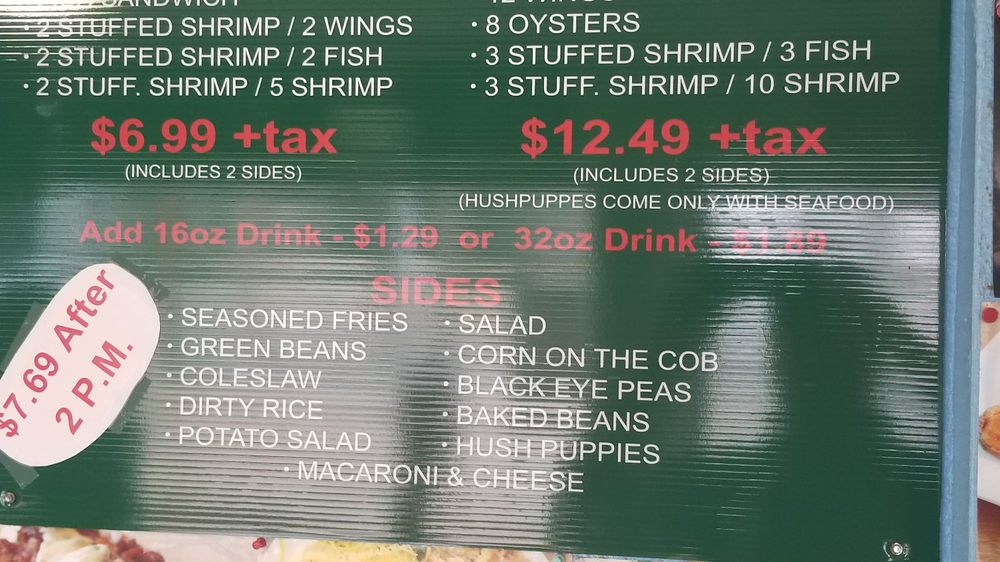 SANDWICH
· 2 STUFFED SHRIMP / 2 WINGS
· 2 STUFFED SHRIMP / 2 FISH
· 2 STUFF. SHRIMP / 5 SHRIMP
$6.99 +tax
(INCLUDES 2 SIDES)
12 WINGS
· 8 OYSTERS
· 3 STUFFED SHRIMP / 3 FISH
· 3 STUFF. SHRIMP / 10 SHRIMP
$12.49 +tax
(INCLUDES 2 SIDES)
(HUSHPUPPES COME ONLY WITH SEAFOOD)
Add 16oz Drink - $1.29 or 32oz Drink - $1.89
SIDES
· SEASONED FRIES
· GREEN BEANS
· COLESLAW
· DIRTY RICE
· POTATO SALAD
· SALAD
· CORN ON THE COB
· BLACK EYE PEAS
· BAKED BEANS
· HUSH PUPPIES
· MACARONI & CHEESE
$7.69 After
2 P.M.